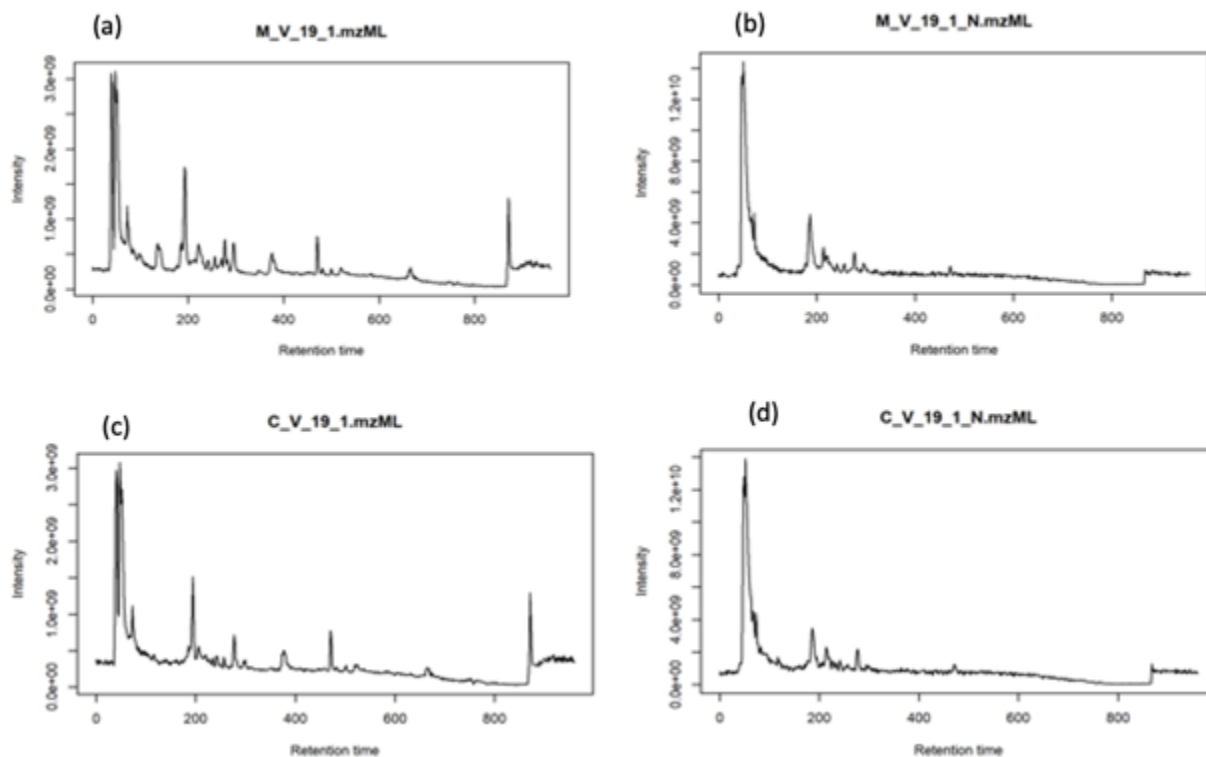 (a)
M_V_19_1.mzML
Intensity
0.0e+00 1.0e+09 2.0e+09 3.0e+09
0 200 400 600 800
Retention time
(b)
M_V_19_1_N.mzML
Intensity
0.0e+00 4.0e+09 8.0e+09 1.2e+10
0 200 400 600 800
Retention time
(c)
C_V_19_1.mzML
Intensity
0.0e+00 1.0e+09 2.0e+09 3.0e+09
0 200 400 600 800
Retention time
(d)
C_V_19_1_N.mzML
Intensity
0.0e+00 4.0e+09 8.0e+09 1.2e+10
0 200 400 600 800
Retention time